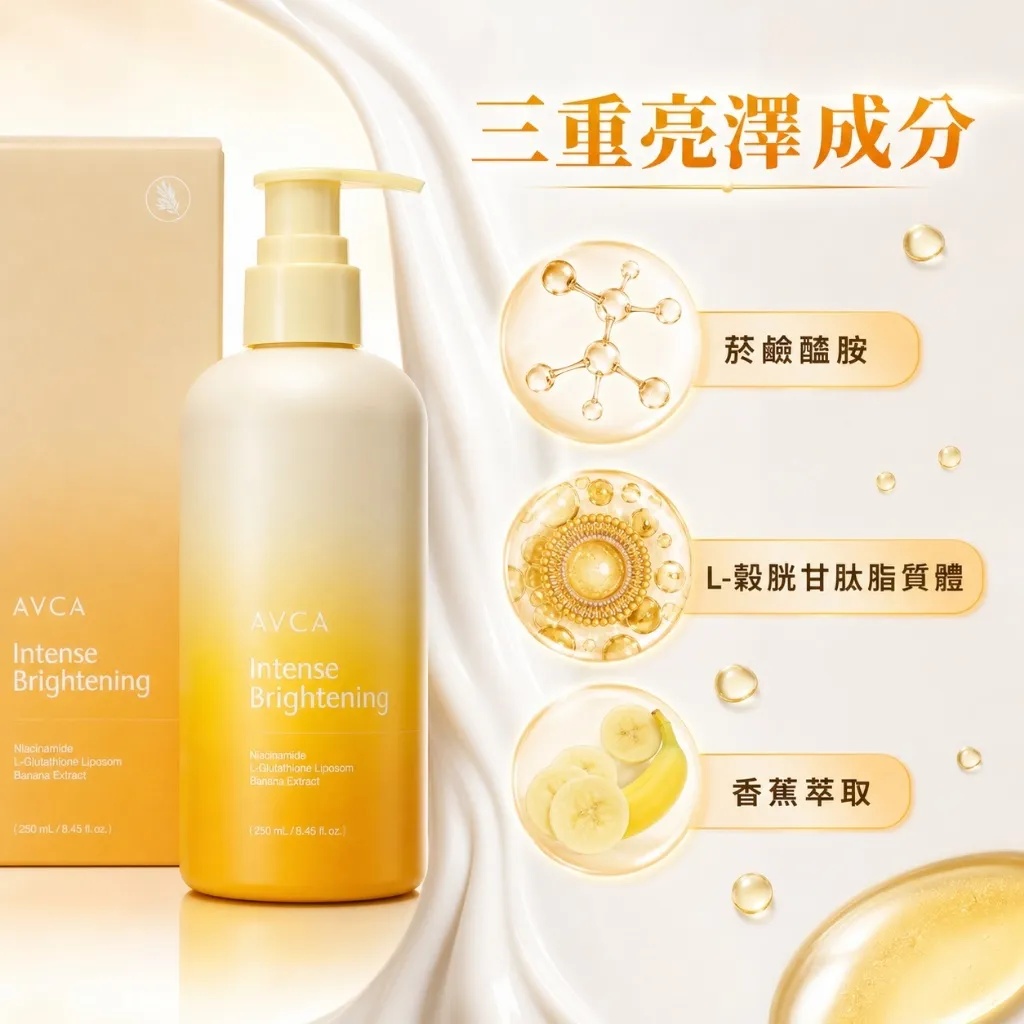 三重亮澤成分
菸鹼醯胺
L-穀胱甘肽脂質體
香蕉萃取
AVCA
Intense
Brightening
Niacinamide
L-Glutathione Liposom
Banana Extract
[ 250 mL / 8.45 fl. oz. ]
AVCA
Intense
Brightening
Niacinamide
L-Glutathione Liposom
Banana Extract
[ 250 mL / 8.45 fl. oz. ]